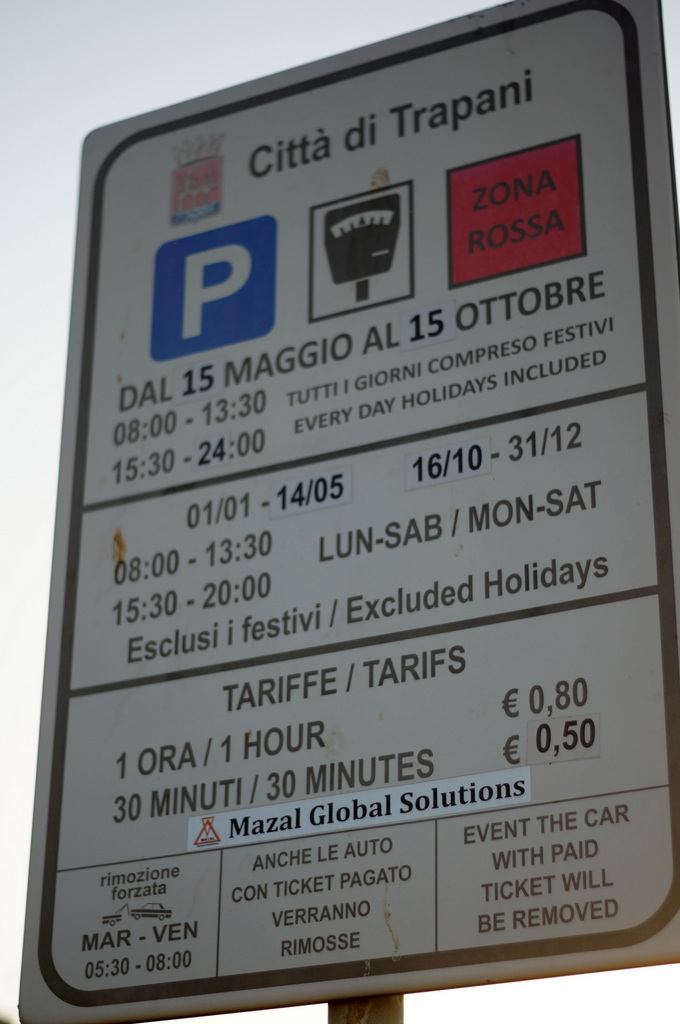 Città di Trapani
P
ZONA
ROSSA
DAL 15 MAGGIO AL 15 OTTOBRE
08:00 - 13:30
15:30 - 24:00
TUTTI I GIORNI COMPRESO FESTIVI
EVERY DAY HOLIDAYS INCLUDED
01/01 - 14/05
16/10 - 31/12
08:00 - 13:30
15:30 - 20:00
LUN-SAB / MON-SAT
Esclusi i festivi / Excluded Holidays
TARIFFE / TARIFS
1 ORA / 1 HOUR € 0,80
30 MINUTI / 30 MINUTES € 0,50
Mazal Global Solutions
rimozione
forzata
MAR - VEN
05:30 - 08:00
ANCHE LE AUTO
CON TICKET PAGATO
VERRANNO
RIMOSSE
EVENT THE CAR
WITH PAID
TICKET WILL
BE REMOVED